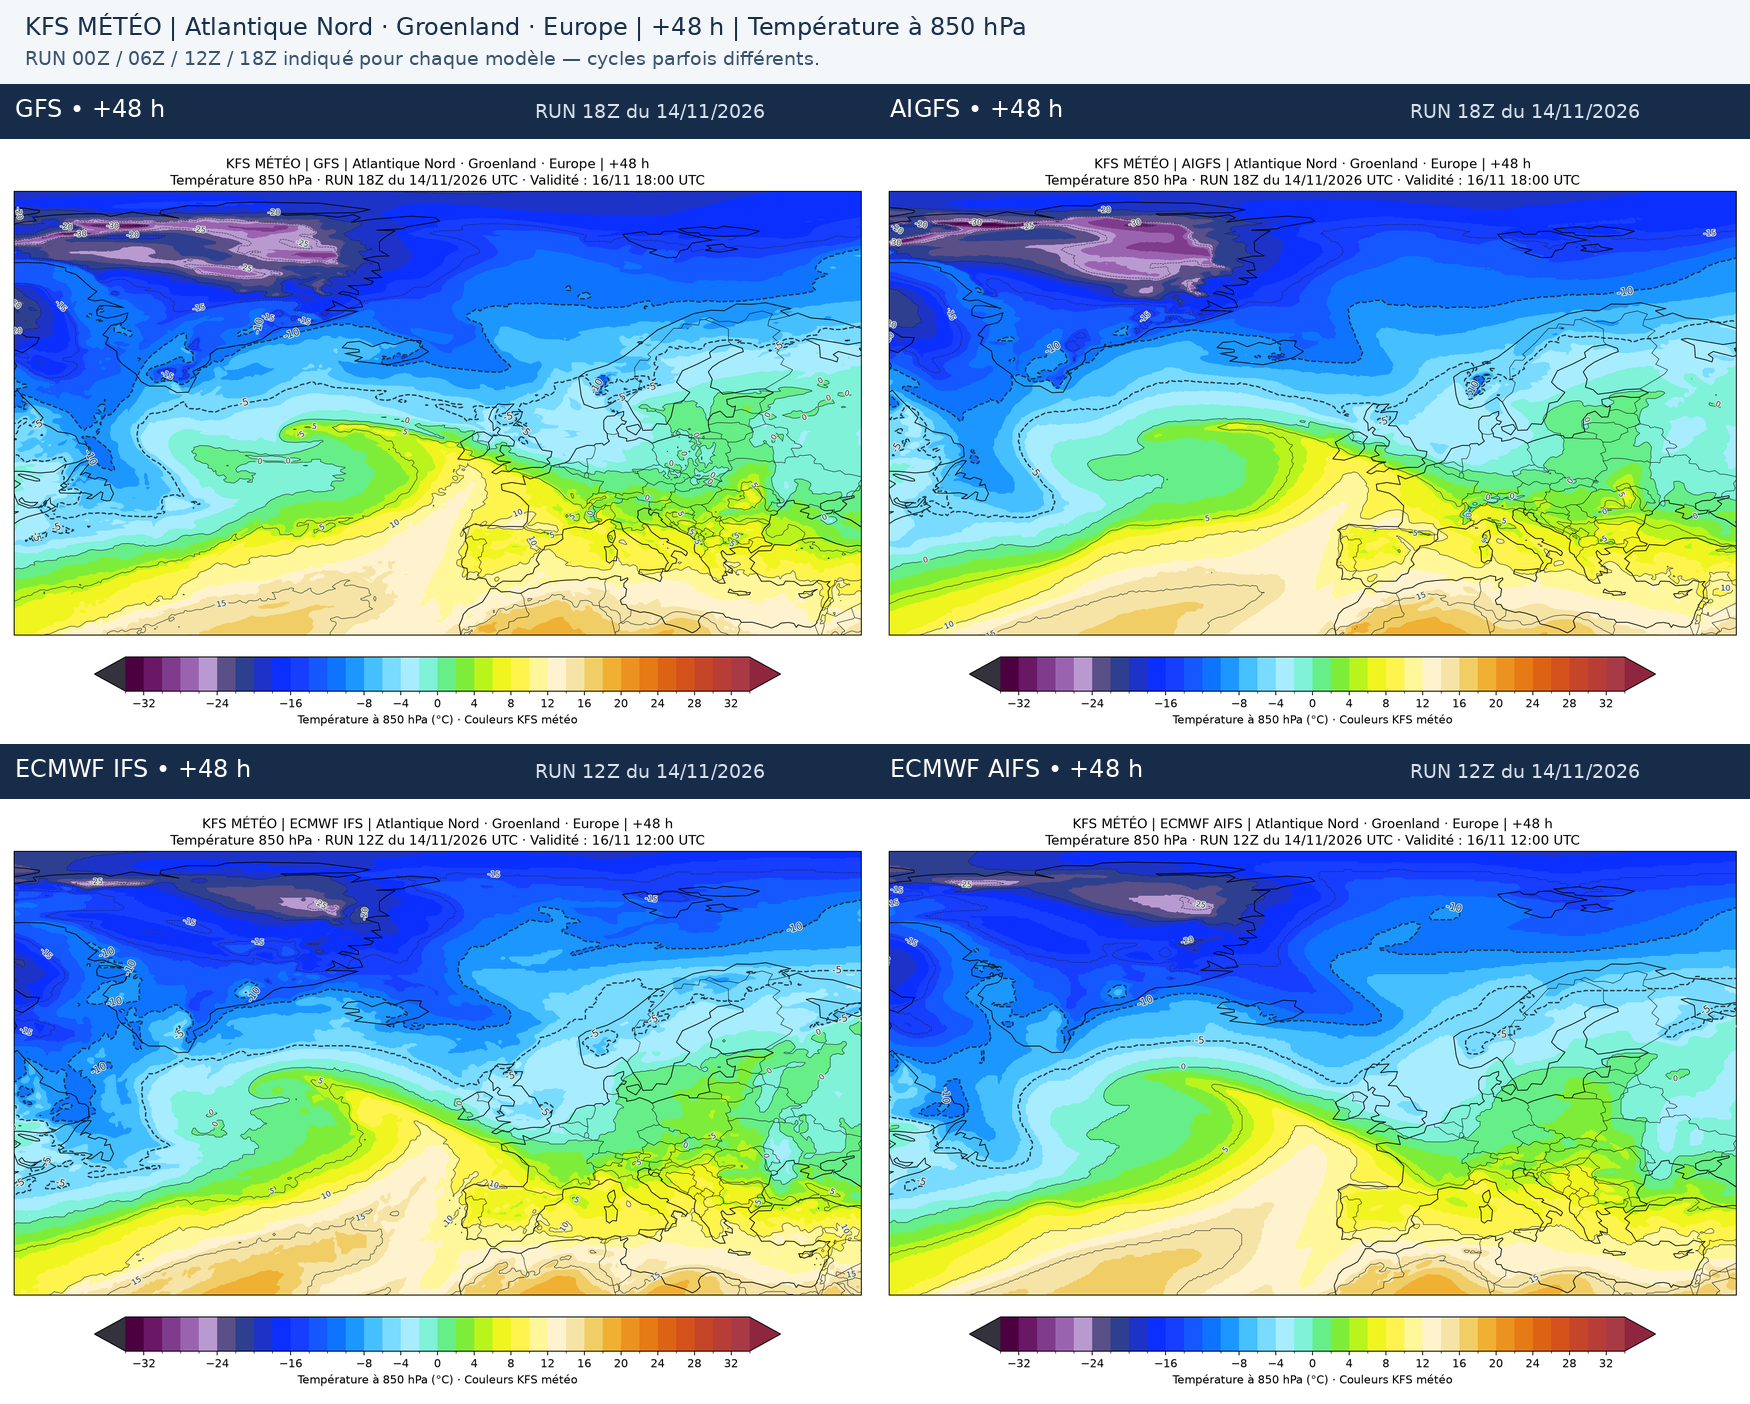 KFS MÉTÉO | Atlantique Nord · Groenland · Europe | +48 h | Température à 850 hPa
RUN 00Z / 06Z / 12Z / 18Z indiqué pour chaque modèle — cycles parfois différents.
GFS • +48 h
RUN 18Z du 14/11/2026
AIGFS • +48 h
RUN 18Z du 14/11/2026
KFS MÉTÉO | GFS | Atlantique Nord · Groenland · Europe | +48 h
Température 850 hPa · RUN 18Z du 14/11/2026 UTC · Validité : 16/11 18:00 UTC
KFS MÉTÉO | AIGFS | Atlantique Nord · Groenland · Europe | +48 h
Température 850 hPa · RUN 18Z du 14/11/2026 UTC · Validité : 16/11 18:00 UTC
−32 −24 −16 −8 −4 0 4 8 12 16 20 24 28 32
Température à 850 hPa (°C) · Couleurs KFS météo
−32 −24 −16 −8 −4 0 4 8 12 16 20 24 28 32
Température à 850 hPa (°C) · Couleurs KFS météo
ECMWF IFS • +48 h
RUN 12Z du 14/11/2026
ECMWF AIFS • +48 h
RUN 12Z du 14/11/2026
KFS MÉTÉO | ECMWF IFS | Atlantique Nord · Groenland · Europe | +48 h
Température 850 hPa · RUN 12Z du 14/11/2026 UTC · Validité : 16/11 12:00 UTC
KFS MÉTÉO | ECMWF AIFS | Atlantique Nord · Groenland · Europe | +48 h
Température 850 hPa · RUN 12Z du 14/11/2026 UTC · Validité : 16/11 12:00 UTC
−32 −24 −16 −8 −4 0 4 8 12 16 20 24 28 32
Température à 850 hPa (°C) · Couleurs KFS météo
−32 −24 −16 −8 −4 0 4 8 12 16 20 24 28 32
Température à 850 hPa (°C) · Couleurs KFS météo